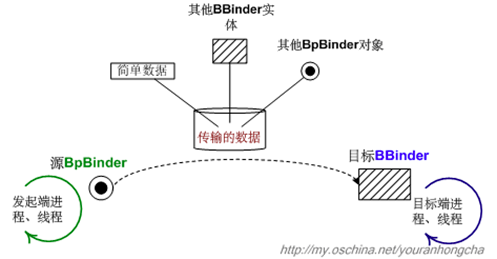 其他BBinder实
体
其他BpBinder对象
简单数据
传输的数据
源BpBinder
目标BBinder
发起端进
程、线程
目标端进
程、线程
http://my.oschina.net/youranhongcha